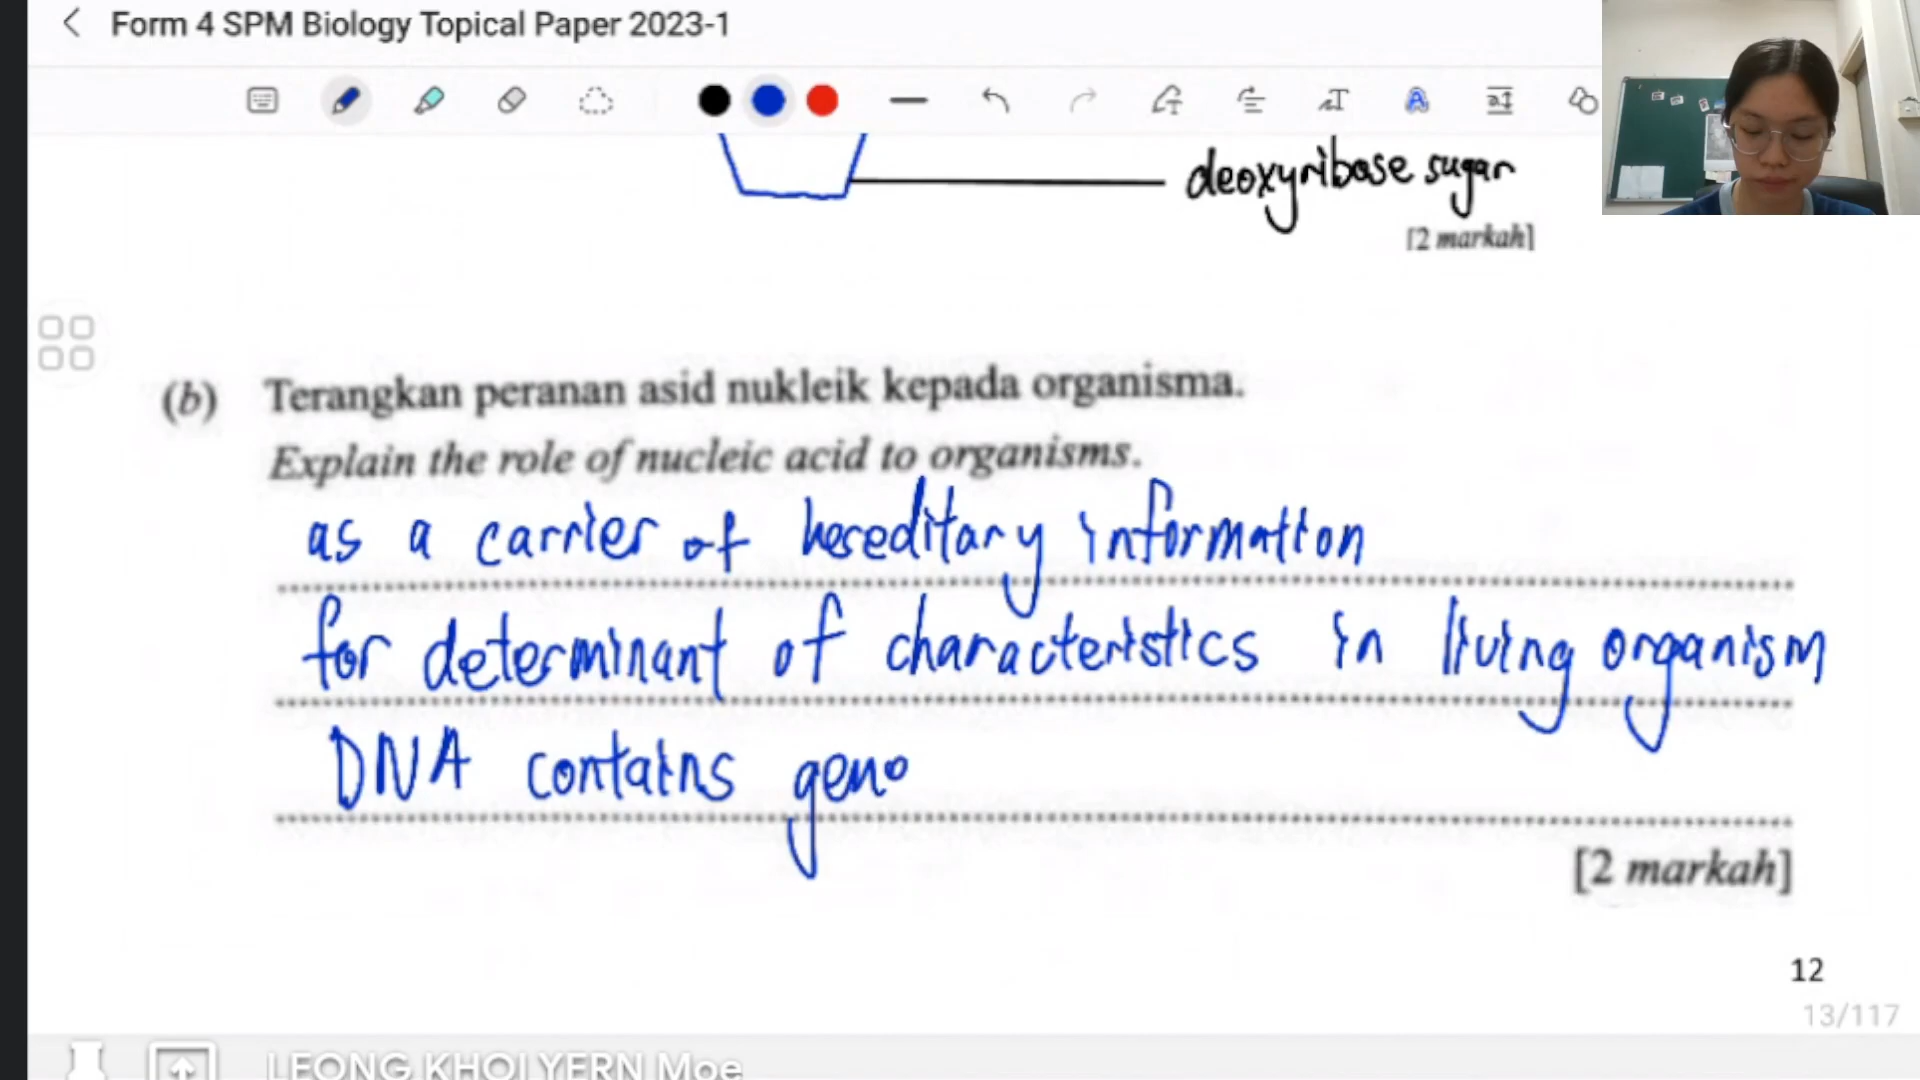 Form 4 SPM Biology Topical Paper 2023-1
deoxyribase sugar
[2 markah]
(b) Terangkan peranan asid nukleik kepada organisma.
Explain the role of nucleic acid to organisms.
as a carrier of hereditary information
for determinant of characteristics in living organism
DNA contains geno
[2 markah]
12
13/117
LEONG KHOI YERN Moe